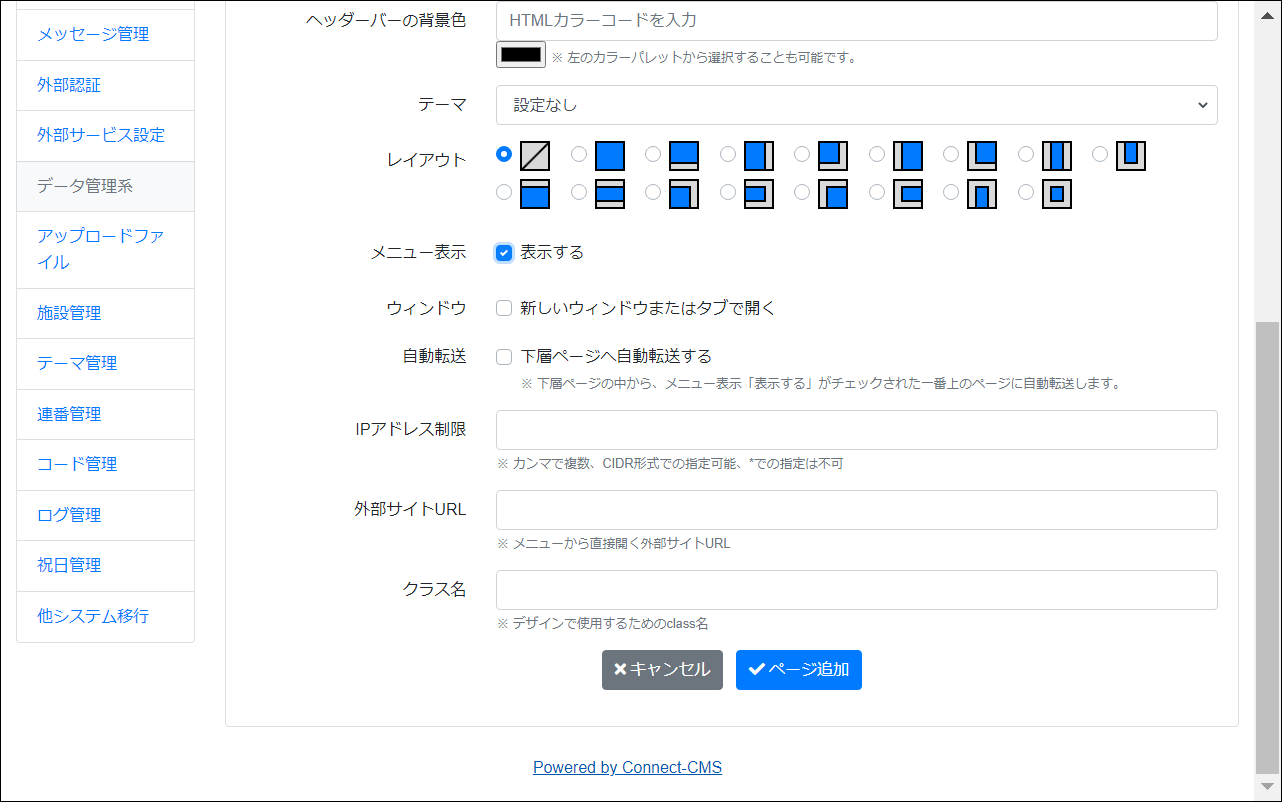 メッセージ管理
外部認証
外部サービス設定
データ管理系
アップロードファ
イル
施設管理
テーマ管理
連番管理
コード管理
ログ管理
祝日管理
他システム移行
ヘッダーバーの背景色
HTMLカラーコードを入力
※ 左のカラーパレットから選択することも可能です。
テーマ
設定なし
レイアウト
メニュー表示
表示する
ウィンドウ
新しいウィンドウまたはタブで開く
自動転送
下層ページへ自動転送する
※ 下層ページの中から、メニュー表示「表示する」がチェックされた一番上のページに自動転送します。
IPアドレス制限
※ カンマで複数、CIDR形式での指定可能、*での指定は不可
外部サイトURL
※ メニューから直接開く外部サイトURL
クラス名
※ デザインで使用するためのclass名
キャンセル
ページ追加
Powered by Connect-CMS